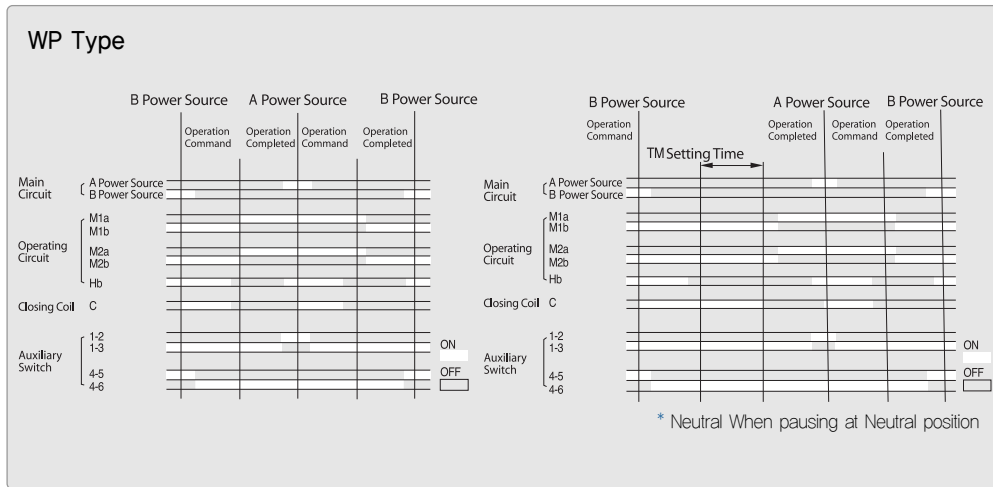 WP Type
B Power Source A Power Source B Power Source
Operation Command
Operation Completed
Operation Command
Operation Completed
Main Circuit
A Power Source
B Power Source
Operating Circuit
M1a
M1b
M2a
M2b
Hb
Closing Coil C
Auxiliary Switch
1-2
1-3
4-5
4-6
ON
OFF
B Power Source A Power Source B Power Source
Operation Command
Operation Completed
Operation Command
Operation Completed
TM Setting Time
Main Circuit
A Power Source
B Power Source
Operating Circuit
M1a
M1b
M2a
M2b
Hb
Closing Coil C
Auxiliary Switch
1-2
1-3
4-5
4-6
ON
OFF
* Neutral When pausing at Neutral position